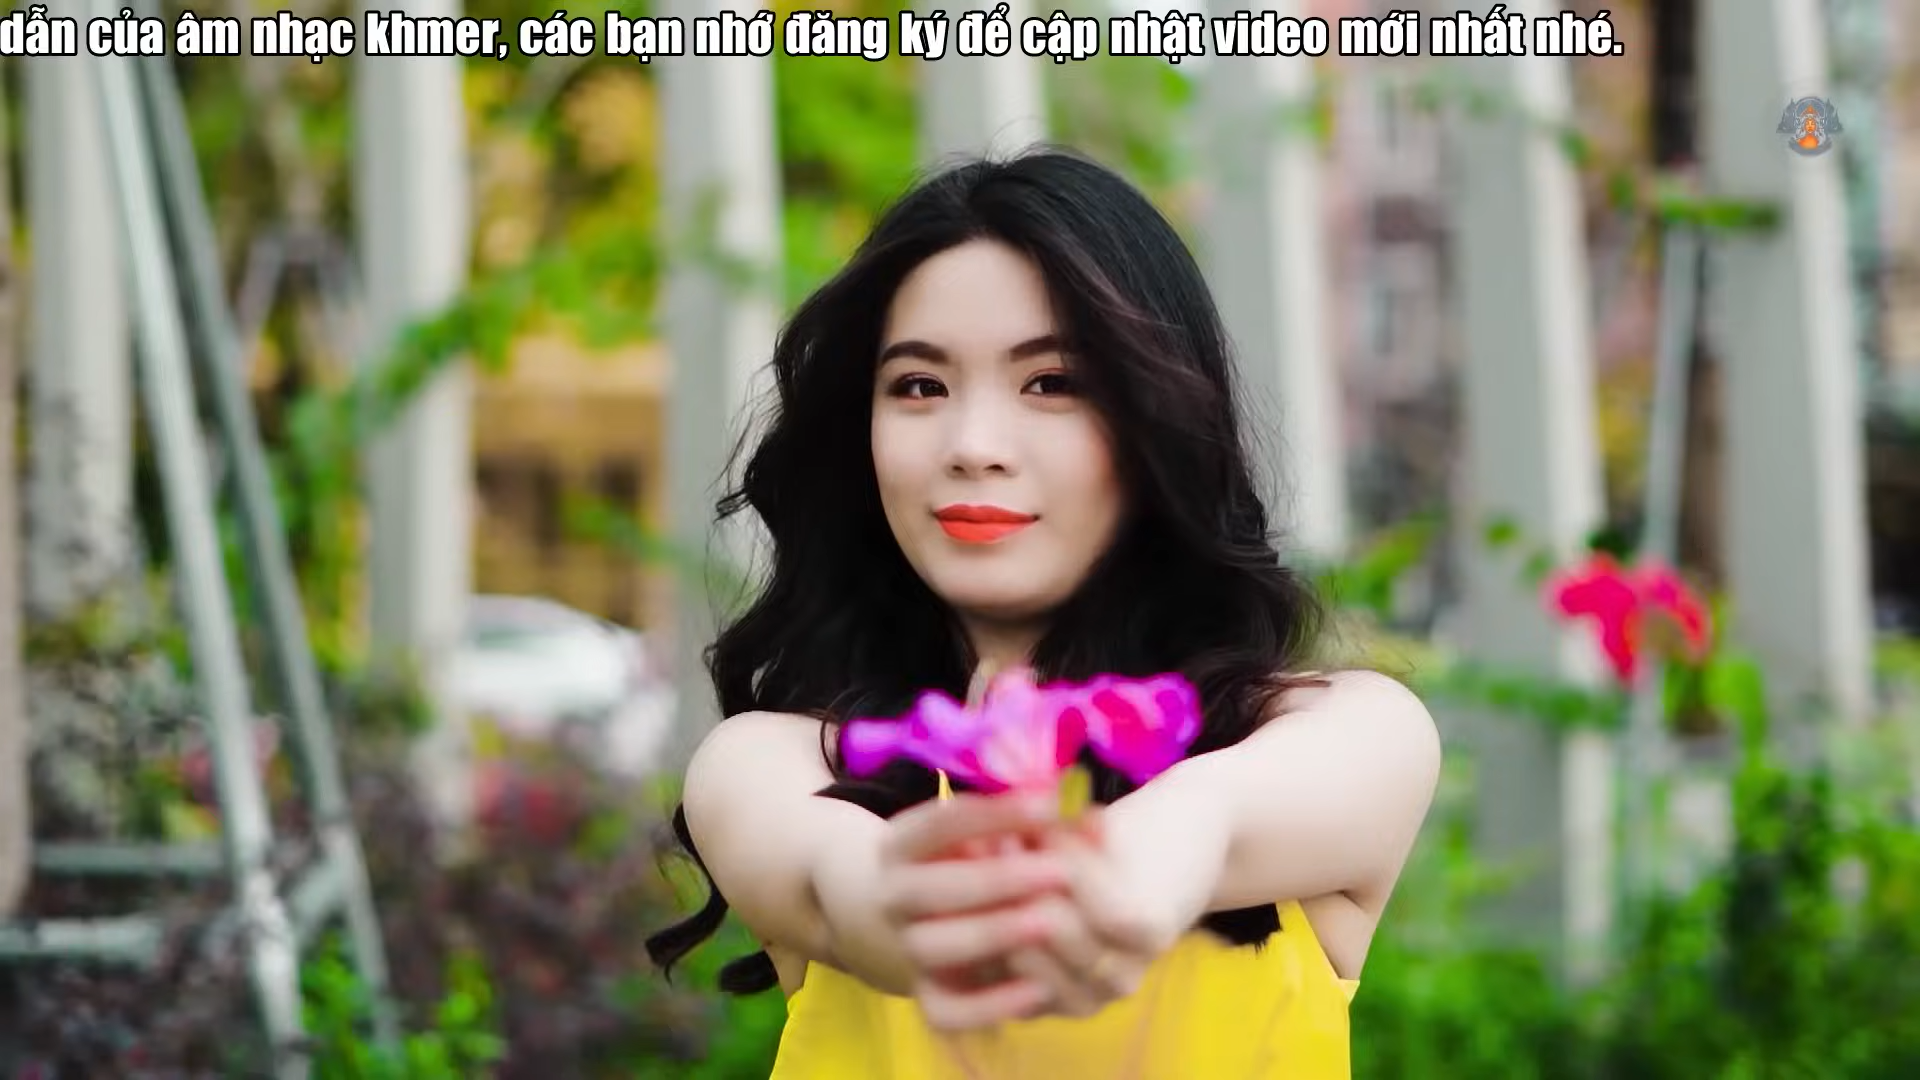 dẫn của âm nhạc khmer, các bạn nhớ đăng ký để cập nhật video mới nhất nhé.